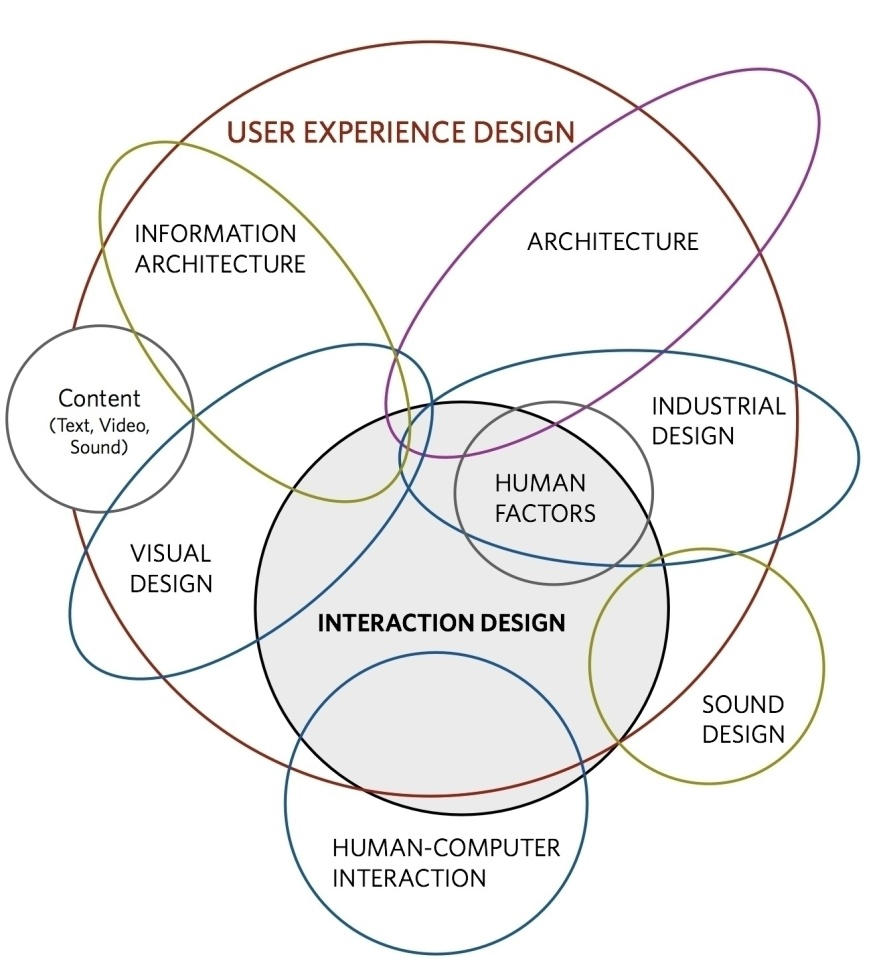 USER EXPERIENCE DESIGN
INFORMATION
ARCHITECTURE
ARCHITECTURE
Content
(Text, Video,
Sound)
INDUSTRIAL
DESIGN
HUMAN
FACTORS
VISUAL
DESIGN
INTERACTION DESIGN
SOUND
DESIGN
HUMAN-COMPUTER
INTERACTION